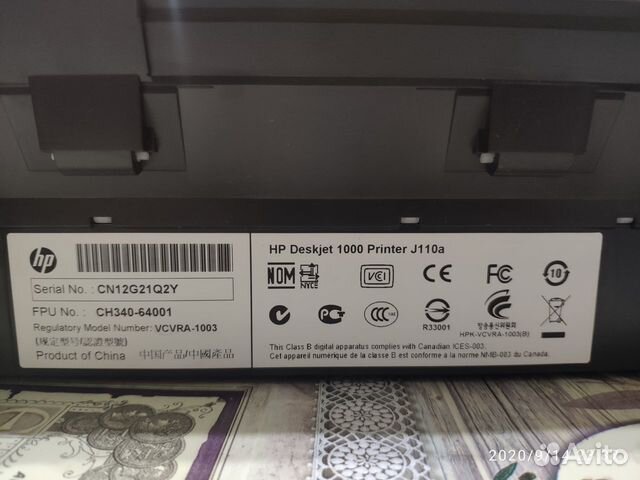 hp
Serial No. : CN12G21Q2Y
FPU No. : CH340-64001
Regulatory Model Number: VCVRA-1003
(规定型号/認證型號)
Product of China 中国产品/中國產品
HP Deskjet 1000 Printer J110a
NOM
NYCE
VCI
CE
FC
10
N
CCC
R33001
방송통신위원회
HPK-VCVRA-1003(B)
This Class B digital apparatus complies with Canadian ICES-003.
Cet appareil numérique de la classe B est conforme à la norme NMB-003 du Canada.
2020/9/14
Avito